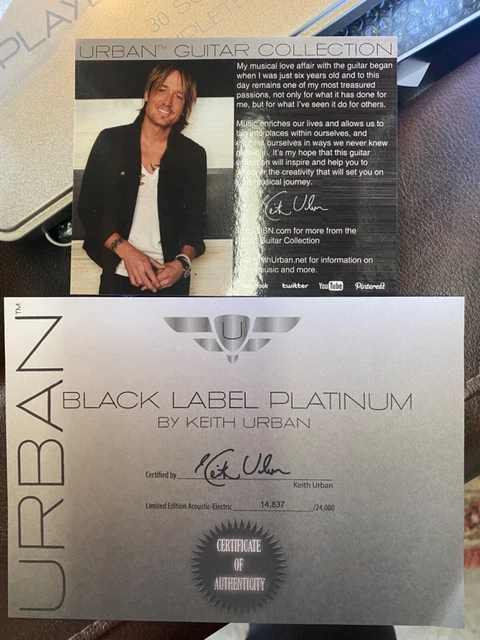 PLAYE
30 SO
URBAN™ GUITAR COLLECTION
My musical love affair with the guitar began
when I was just six years old and to this
day remains one of my most treasured
passions, not only for what it has done for
me, but for what I've seen it do for others.
Music enriches our lives and allows us to
into places within ourselves, and
ourselves in ways we never knew
It's my hope that this guitar
will inspire and help you to
the creativity that will set you on
musical journey.
Keith Urban
.com for more from the
Guitar Collection
KeithUrban.net for information on
music and more.
twitter YouTube Pinterest
URBAN™
U
BLACK LABEL PLATINUM
BY KEITH URBAN
Certified by Keith Urban
Keith Urban
Limited Edition Acoustic-Electric 14,837 /24,000
CERTIFICATE
OF
AUTHENTICITY